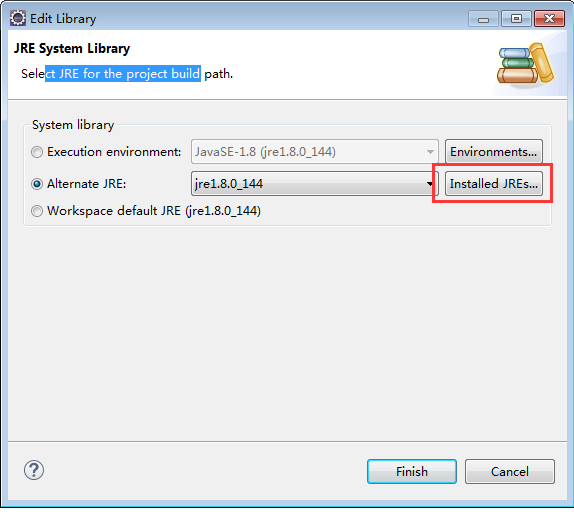 Edit Library
JRE System Library
Select JRE for the project build path.
System library
Execution environment: JavaSE-1.8 (jre1.8.0_144) Environments...
Alternate JRE: jre1.8.0_144 Installed JREs...
Workspace default JRE (jre1.8.0_144)
? Finish Cancel